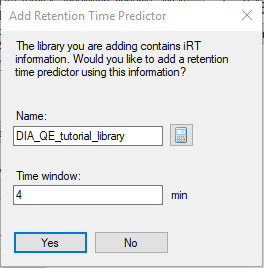 Add Retention Time Predictor
The library you are adding contains iRT
information. Would you like to add a retention
time predictor using this information?
Name:
DIA_QE_tutorial_library
Time window:
4 min
Yes No